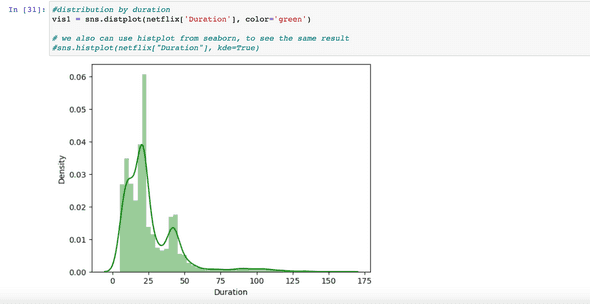 In [31]: #distribution by duration
vis1 = sns.distplot(netflix['Duration'], color='green')
# we also can use histplot from seaborn, to see the same result
#sns.histplot(netflix["Duration"], kde=True)
0.06
0.05
0.04
0.03
0.02
0.01
0.00
Density
0 25 50 75 100 125 150 175
Duration